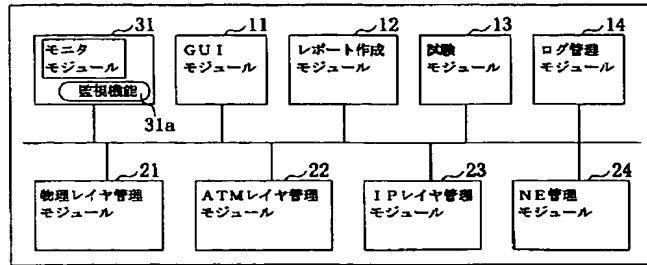 31
11
12
13
14
モニタ
モジュール
監視機能
31a
ＧＵＩ
モジュール
レポート作成
モジュール
試験
モジュール
ログ管理
モジュール
21
22
23
24
物理レイヤ管理
モジュール
ＡＴＭレイヤ管理
モジュール
ＩＰレイヤ管理
モジュール
ＮＥ管理
モジュール